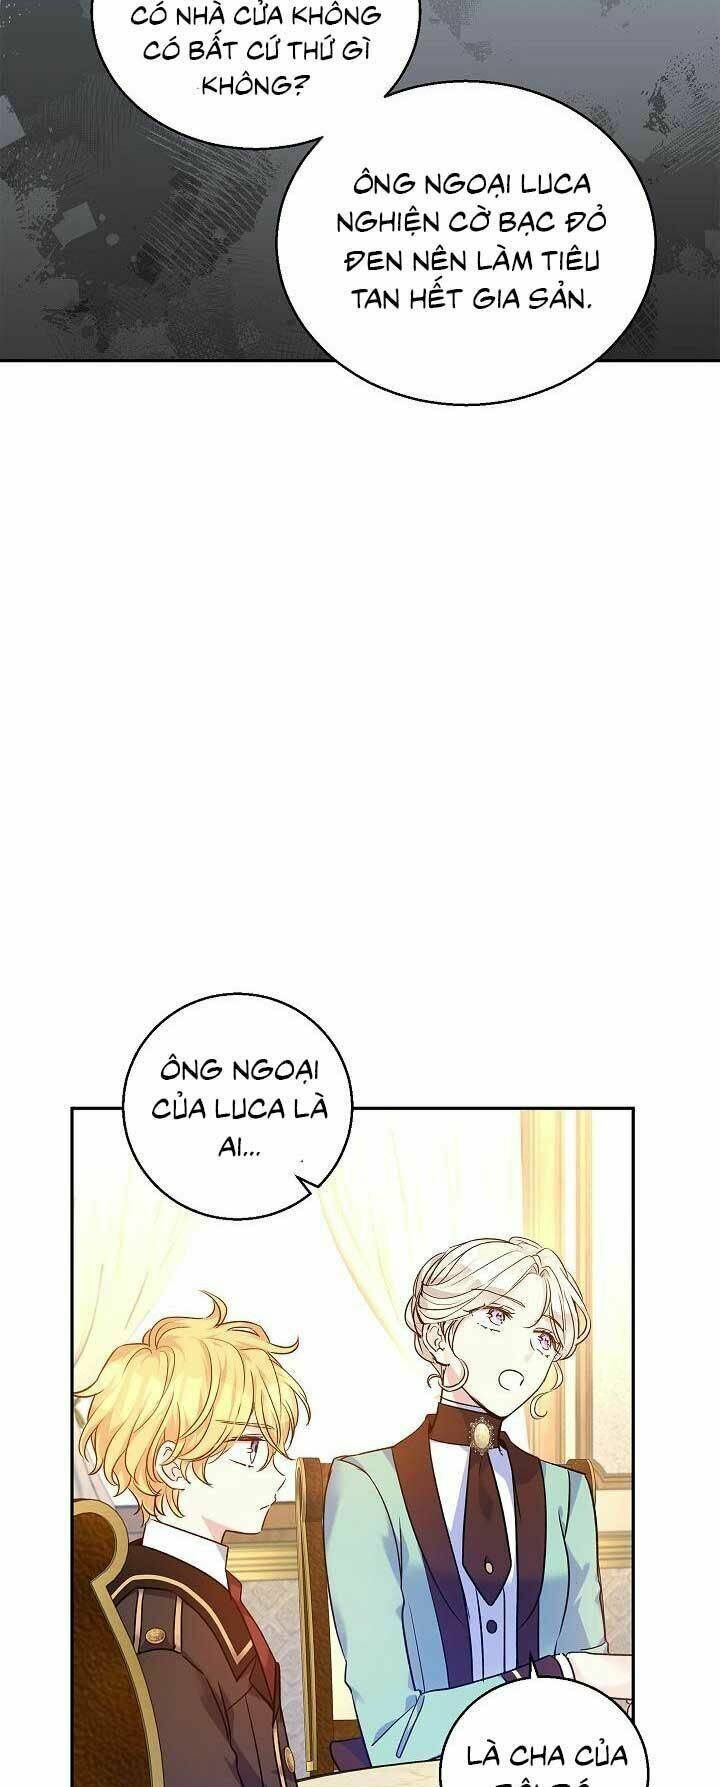 CÓ NHÀ CỬA KHÔNG
CÓ BẤT CỨ THỨ GÌ
KHÔNG?
ÔNG NGOẠI LUCA
NGHIỆN CỜ BẠC ĐỎ
ĐEN NÊN LÀM TIÊU
TAN HẾT GIA SẢN.
ÔNG NGOẠI
CỦA LUCA LÀ
AI...
LÀ CHA CỦA